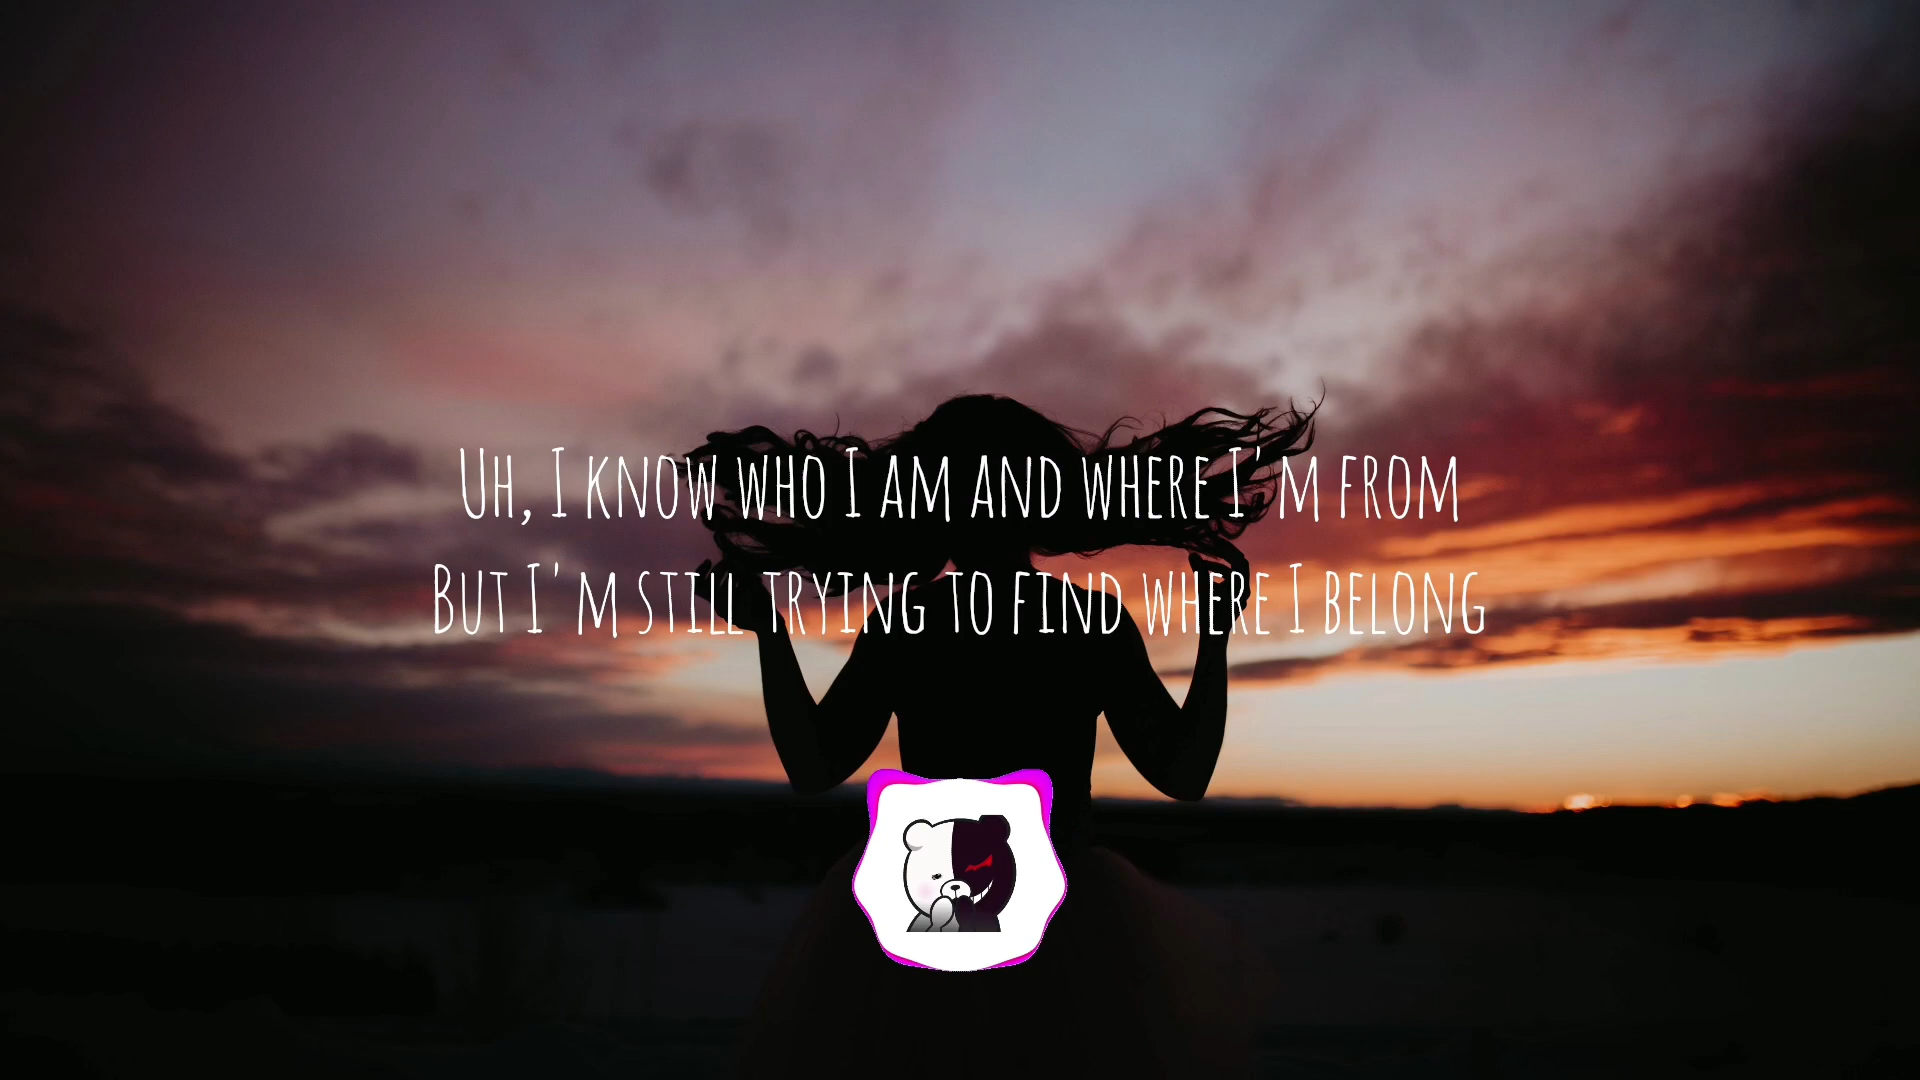 Uh, I know who I am and where I'm from
But I'm still trying to find where I belong